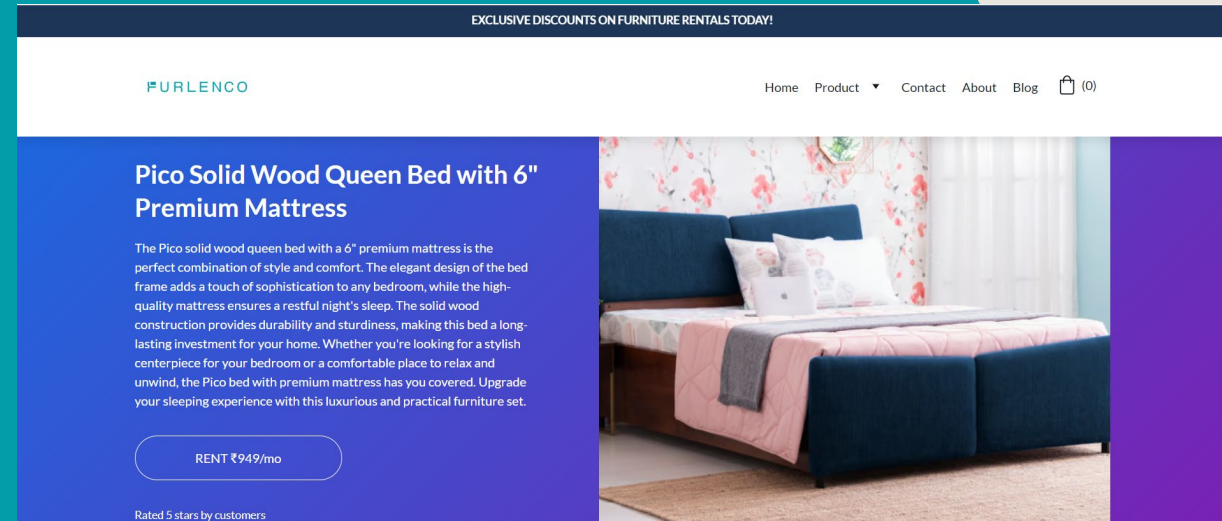 EXCLUSIVE DISCOUNTS ON FURNITURE RENTALS TODAY!
FURLENCO
Home Product Contact About Blog (0)
Pico Solid Wood Queen Bed with 6"
Premium Mattress
The Pico solid wood queen bed with a 6" premium mattress is the
perfect combination of style and comfort. The elegant design of the bed
frame adds a touch of sophistication to any bedroom, while the high-
quality mattress ensures a restful night's sleep. The solid wood
construction provides durability and sturdiness, making this bed a long-
lasting investment for your home. Whether you're looking for a stylish
centerpiece for your bedroom or a comfortable place to relax and
unwind, the Pico bed with premium mattress has you covered. Upgrade
your sleeping experience with this luxurious and practical furniture set.
RENT ₹949/mo
Rated 5 stars by customers